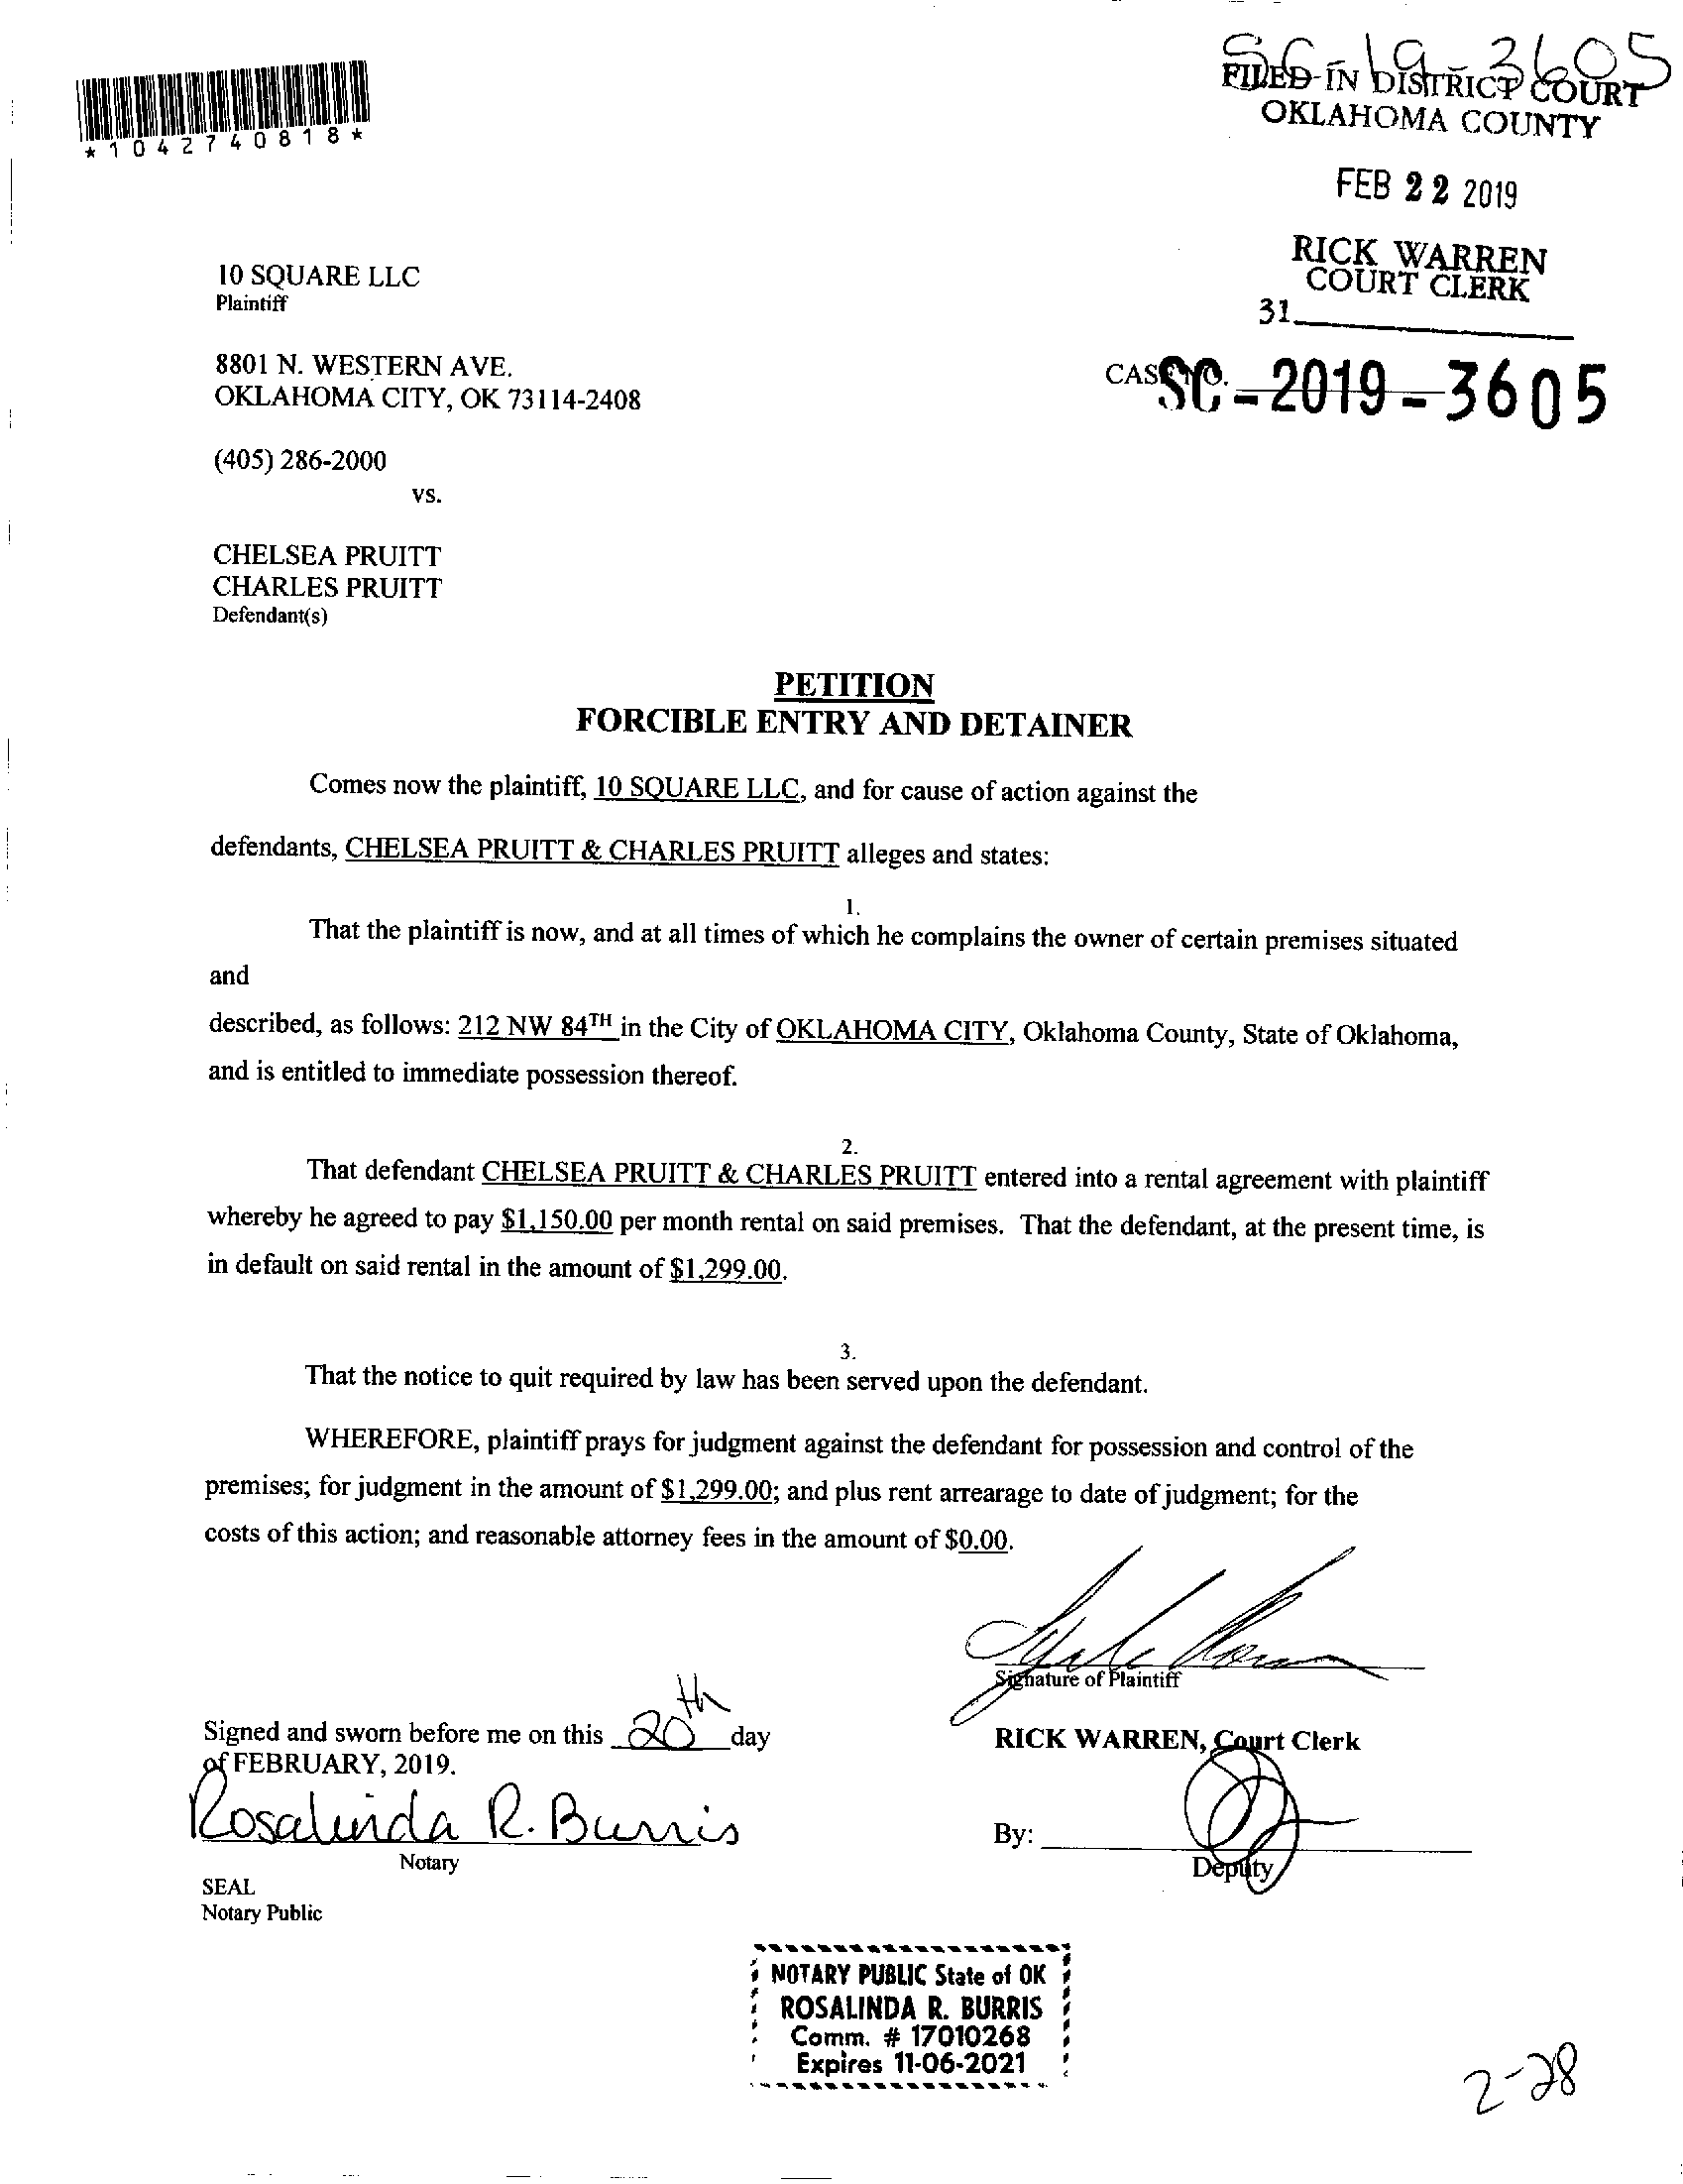 SC-19-3605
FILED IN DISTRICT COURT
OKLAHOMA COUNTY
*1042740818*
FEB 22 2019
RICK WARREN
COURT CLERK
31
10 SQUARE LLC
Plaintiff
8801 N. WESTERN AVE.
OKLAHOMA CITY, OK 73114-2408
CASE NO. SC-2019-3605
(405) 286-2000
vs.
CHELSEA PRUITT
CHARLES PRUITT
Defendant(s)
PETITION
FORCIBLE ENTRY AND DETAINER
Comes now the plaintiff, 10 SQUARE LLC, and for cause of action against the
defendants, CHELSEA PRUITT & CHARLES PRUITT alleges and states:
1.
That the plaintiff is now, and at all times of which he complains the owner of certain premises situated
and
described, as follows: 212 NW 84TH in the City of OKLAHOMA CITY, Oklahoma County, State of Oklahoma,
and is entitled to immediate possession thereof.
2.
That defendant CHELSEA PRUITT & CHARLES PRUITT entered into a rental agreement with plaintiff
whereby he agreed to pay $1,150.00 per month rental on said premises. That the defendant, at the present time, is
in default on said rental in the amount of $1,299.00.
3.
That the notice to quit required by law has been served upon the defendant.
WHEREFORE, plaintiff prays for judgment against the defendant for possession and control of the
premises; for judgment in the amount of $1,299.00; and plus rent arrearage to date of judgment; for the
costs of this action; and reasonable attorney fees in the amount of $0.00.
Signature of Plaintiff
Signed and sworn before me on this 20th day
of FEBRUARY, 2019.
RICK WARREN, Court Clerk
Rosalinda R. Burris
Notary
By:
Deputy
SEAL
Notary Public
NOTARY PUBLIC State of OK
ROSALINDA R. BURRIS
Comm. # 17010268
Expires 11-06-2021
2-28